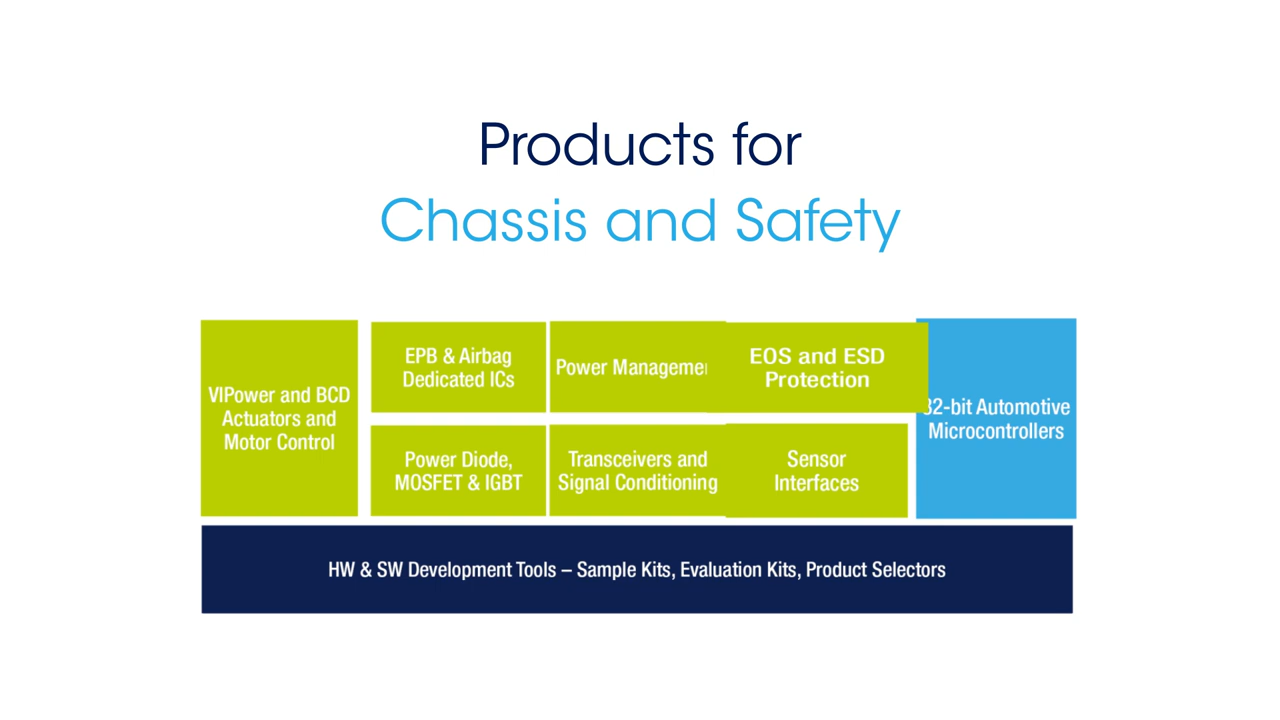 Products for
Chassis and Safety
VIPower and BCD
Actuators and
Motor Control
EPB & Airbag
Dedicated ICs
Power Manageme
EOS and ESD
Protection
32-bit Automotive
Microcontrollers
Power Diode,
MOSFET & IGBT
Transceivers and
Signal Conditioning
Sensor
Interfaces
HW & SW Development Tools – Sample Kits, Evaluation Kits, Product Selectors